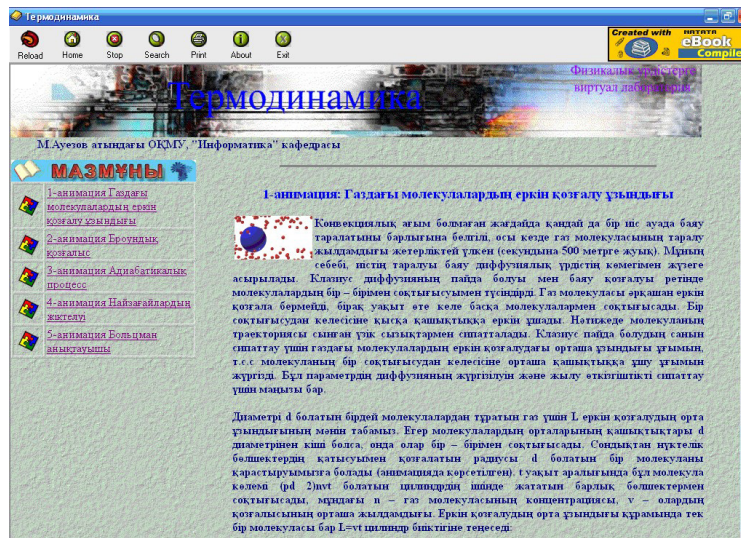 Термодинамика
Reload Home Stop Search Print About Exit
Created with НАТАТА
eBook
Compile
Термодинамика
Физикалық үрдістерге
виртуал лаборатория
М.Ауезов атындағы ОҚМУ, "Информатика" кафедрасы
МАЗМҰНЫ
1-анимация Газдағы
молекулалардың еркін
қозғалу ұзындығы
2-анимация Броундық
қозғалыс
3-анимация Адиабатикалық
процесс
4-анимация Найзағайлардың
жіктелуі
5-анимация Больцман
анықтауышы
1-анимация: Газдағы молекулалардың еркін қозғалу ұзындығы
Конвекциялық ағым болмаған жағдайда қандай да бір иіс ауада баяу
таралатыны барлығына белгілі, осы кезде газ молекуласының таралу
жылдамдығы жетерліктей үлкен (секундына 500 метрге жуық). Мұның
себебі, иістің таралуы баяу диффузиялық үрдістің көмегімен жүзеге
асырылады. Клазиус диффузияның пайда болуы мен баяу қозғалуы ретінде
молекулалардың бір – бірімен соқтығысуымен түсіндірді. Газ молекуласы әрқашан еркін
қозғала бермейді, бірақ уақыт өте келе басқа молекулалармен соқтығысады. Бір
соқтығысудан келесісіне қысқа қашықтыққа еркін ұшады. Нәтижеде молекуланың
траекториясы сынған үзік сызықтармен сипатталады. Клазиус пайда болудың санын
сипаттау үшін газдағы молекулалардың еркін қозғалудағы орташа ұзындығы ұғымын,
т.с.с молекуланың бір соқтығысудан келесісіне орташа қашықтыққа ұшу ұғымын
жүргізді. Бұл параметрдің диффузияның жүргізілуін және жылу өткізгіштікті сипаттау
үшін маңызы бар.
Диаметрі d болатын бірдей молекулалардан тұратын газ үшін L еркін қозғалудың орта
ұзындығының мәнін табамыз. Егер молекулалардың орталарының қашықтықтары d
диаметрінен кіші болса, онда олар бір – бірімен соқтығысады. Сондықтан нүктелік
бөлшектердің қатысуымен қозғалатын радиусы d болатын бір молекуланы
қарастыруымызға болады (анимацияда көрсетілген). t уақыт аралығында бұл молекула
көлемі (pd 2)nvt болатын цилиндрдің ішінде жататын барлық бөлшектермен
соқтығысады, мұндағы n – газ молекуласының концентрациясы, v – олардың
қозғалысының орташа жылдамдығы. Еркін қозғалудың орта ұзындығы құрамында тек
бір молекуласы бар L=vt цилиндр биіктігіне теңеседі: